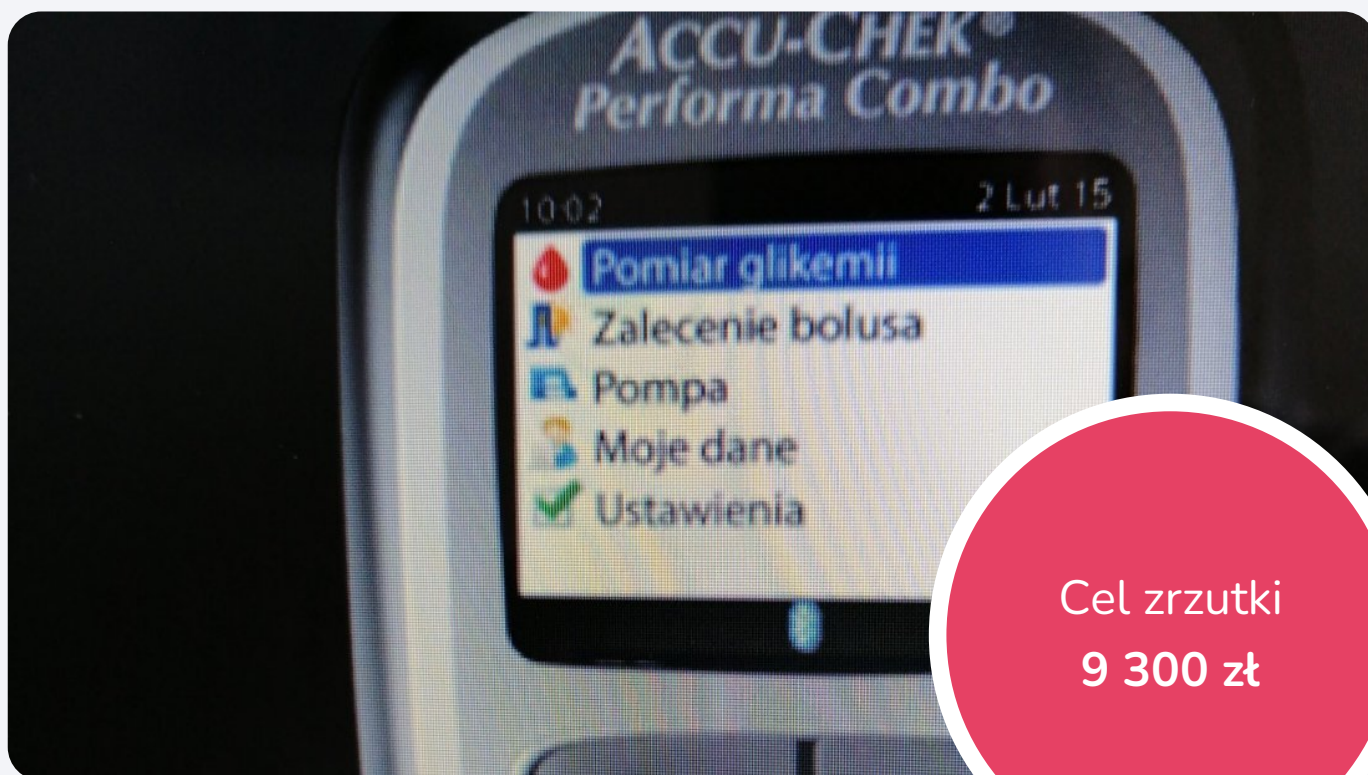 ACCU-CHEK®
Performa Combo
10:02 2 Lut 15
Pomiar glikemii
Zalecenie bolusa
Pompa
Moje dane
Ustawienia
Cel zrzutki
9 300 zł